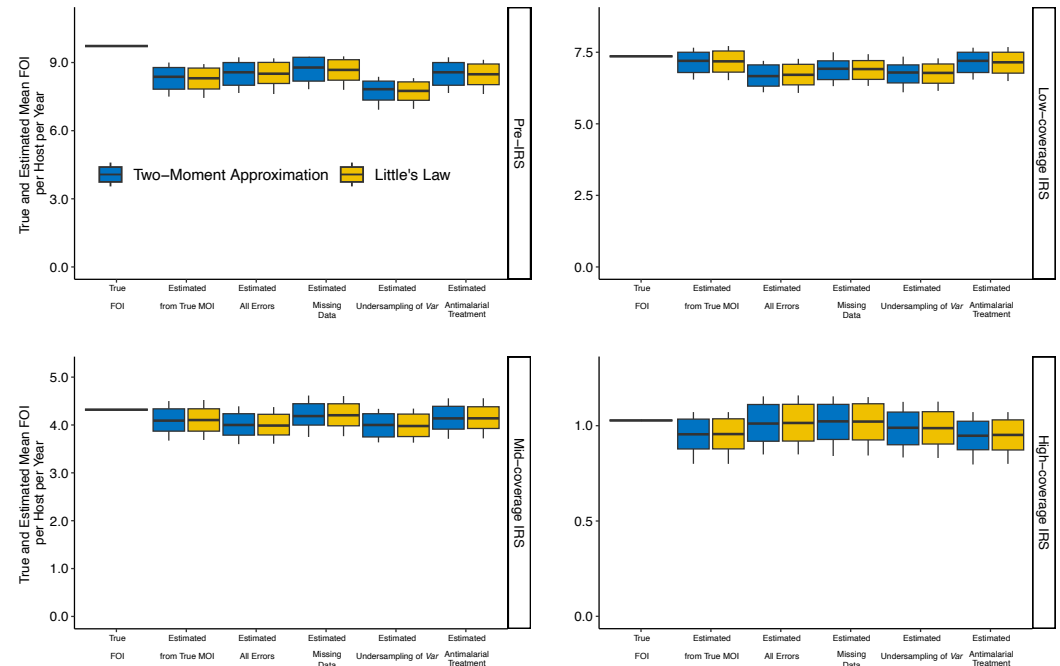 True and Estimated Mean FOI
per Host per Year
9.0
6.0
3.0
0.0
Two−Moment Approximation
Little's Law
Pre−IRS
True
FOI
Estimated
from True MOI
Estimated
All Errors
Estimated
Missing
Data
Estimated
Undersampling of Var
Estimated
Antimalarial
Treatment
7.5
5.0
2.5
0.0
Low−coverage IRS
True
FOI
Estimated
from True MOI
Estimated
All Errors
Estimated
Missing
Data
Estimated
Undersampling of Var
Estimated
Antimalarial
Treatment
True and Estimated Mean FOI
per Host per Year
5.0
4.0
3.0
2.0
1.0
0.0
Mid−coverage IRS
True
FOI
Estimated
from True MOI
Estimated
All Errors
Estimated
Missing
Data
Estimated
Undersampling of Var
Estimated
Antimalarial
Treatment
1.0
0.5
0.0
High−coverage IRS
True
FOI
Estimated
from True MOI
Estimated
All Errors
Estimated
Missing
Data
Estimated
Undersampling of Var
Estimated
Antimalarial
Treatment